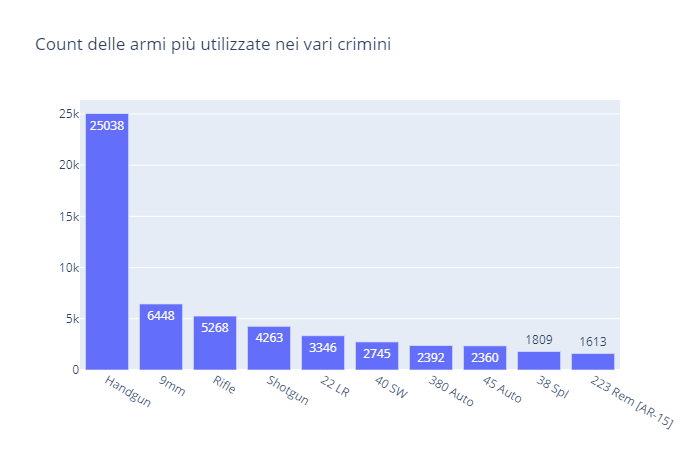 Count delle armi più utilizzate nei vari crimini
25k
20k
15k
10k
5k
0
25038
6448
5268
4263
3346
2745
2392
2360
1809
1613
Handgun
9mm
Rifle
Shotgun
22 LR
40 SW
380 Auto
45 Auto
38 Spl
223 Rem [AR-15]